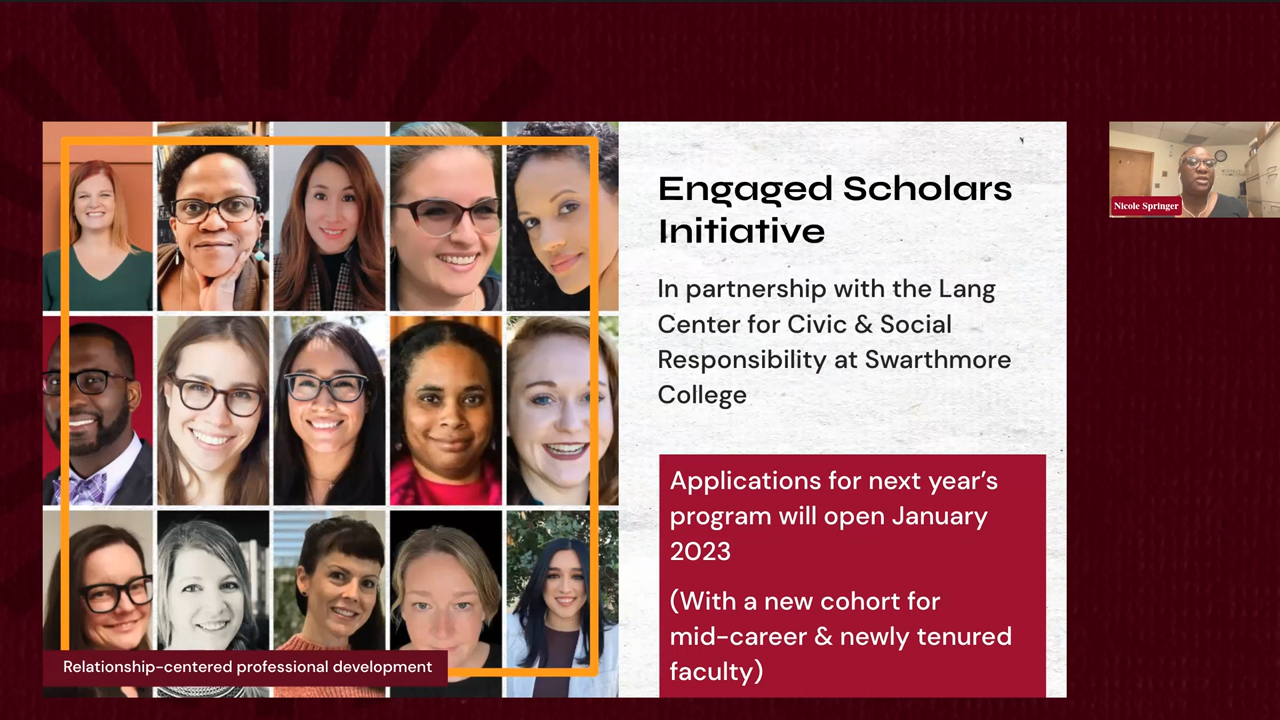 Engaged Scholars
Initiative
In partnership with the Lang
Center for Civic & Social
Responsibility at Swarthmore
College
Applications for next year’s
program will open January
2023
(With a new cohort for
mid-career & newly tenured
faculty)
Relationship-centered professional development
Nicole Springer